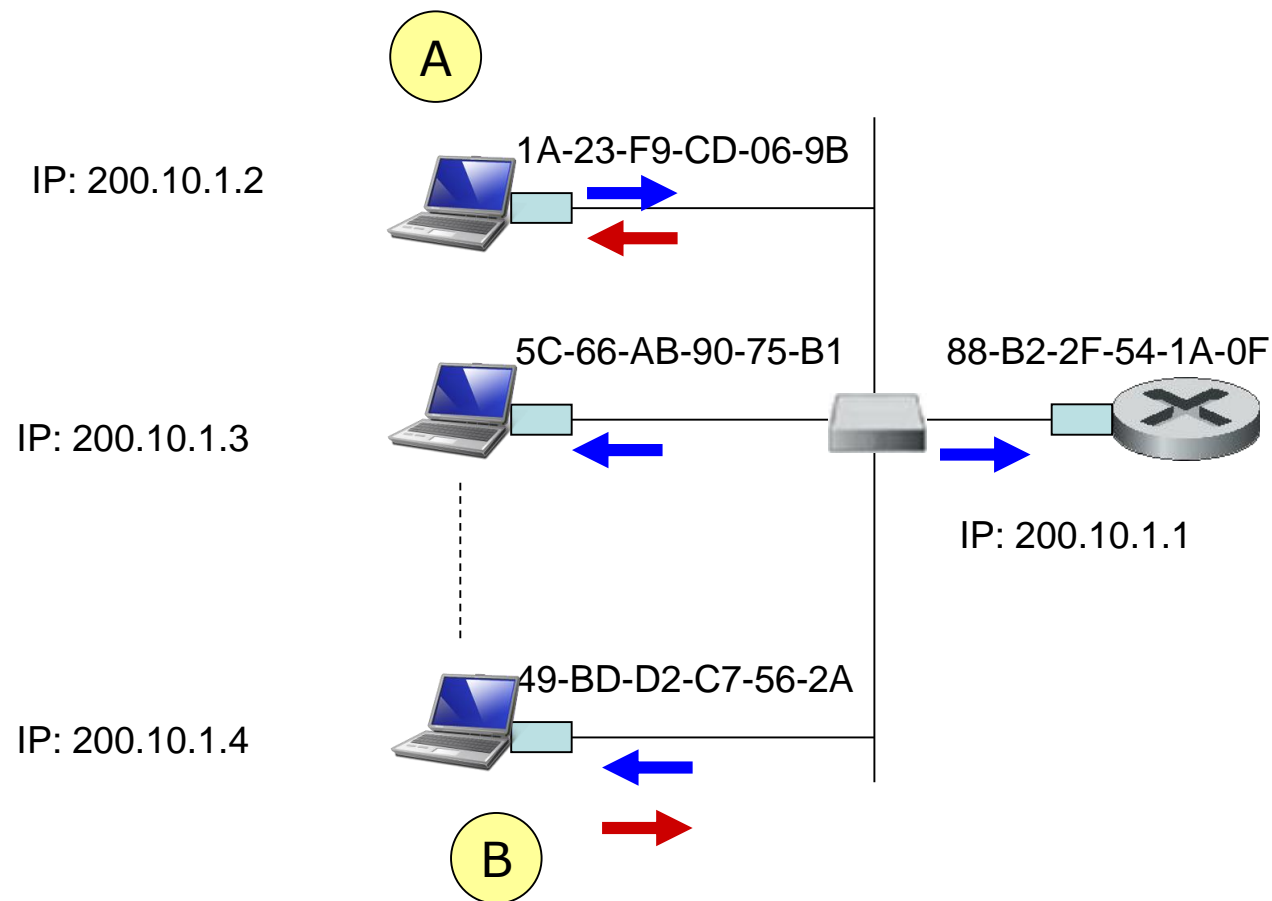 A
1A-23-F9-CD-06-9B
IP: 200.10.1.2
5C-66-AB-90-75-B1
88-B2-2F-54-1A-0F
IP: 200.10.1.3
IP: 200.10.1.1
49-BD-D2-C7-56-2A
IP: 200.10.1.4
B